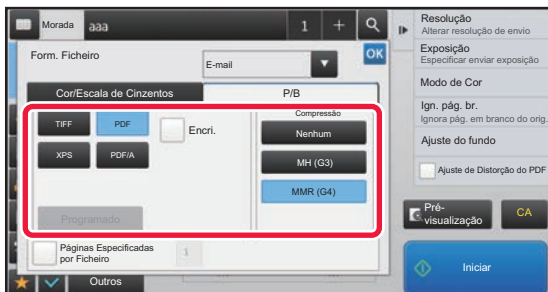 Morada
aaa
1
Form. Ficheiro
E-mail
OK
Cor/Escala de Cinzentos
P/B
TIFF
PDF
Encri.
XPS
PDF/A
Programado
Compressão
Nenhum
MH (G3)
MMR (G4)
Páginas Especificadas
por Ficheiro
1
Outros
Resolução
Alterar resolução de envio
Exposição
Especificar enviar exposição
Modo de Cor
Ign. pág. br.
Ignora pág. em branco do orig.
Ajuste do fundo
Ajuste de Distorção do PDF
Pré-
visualização
CA
Iniciar